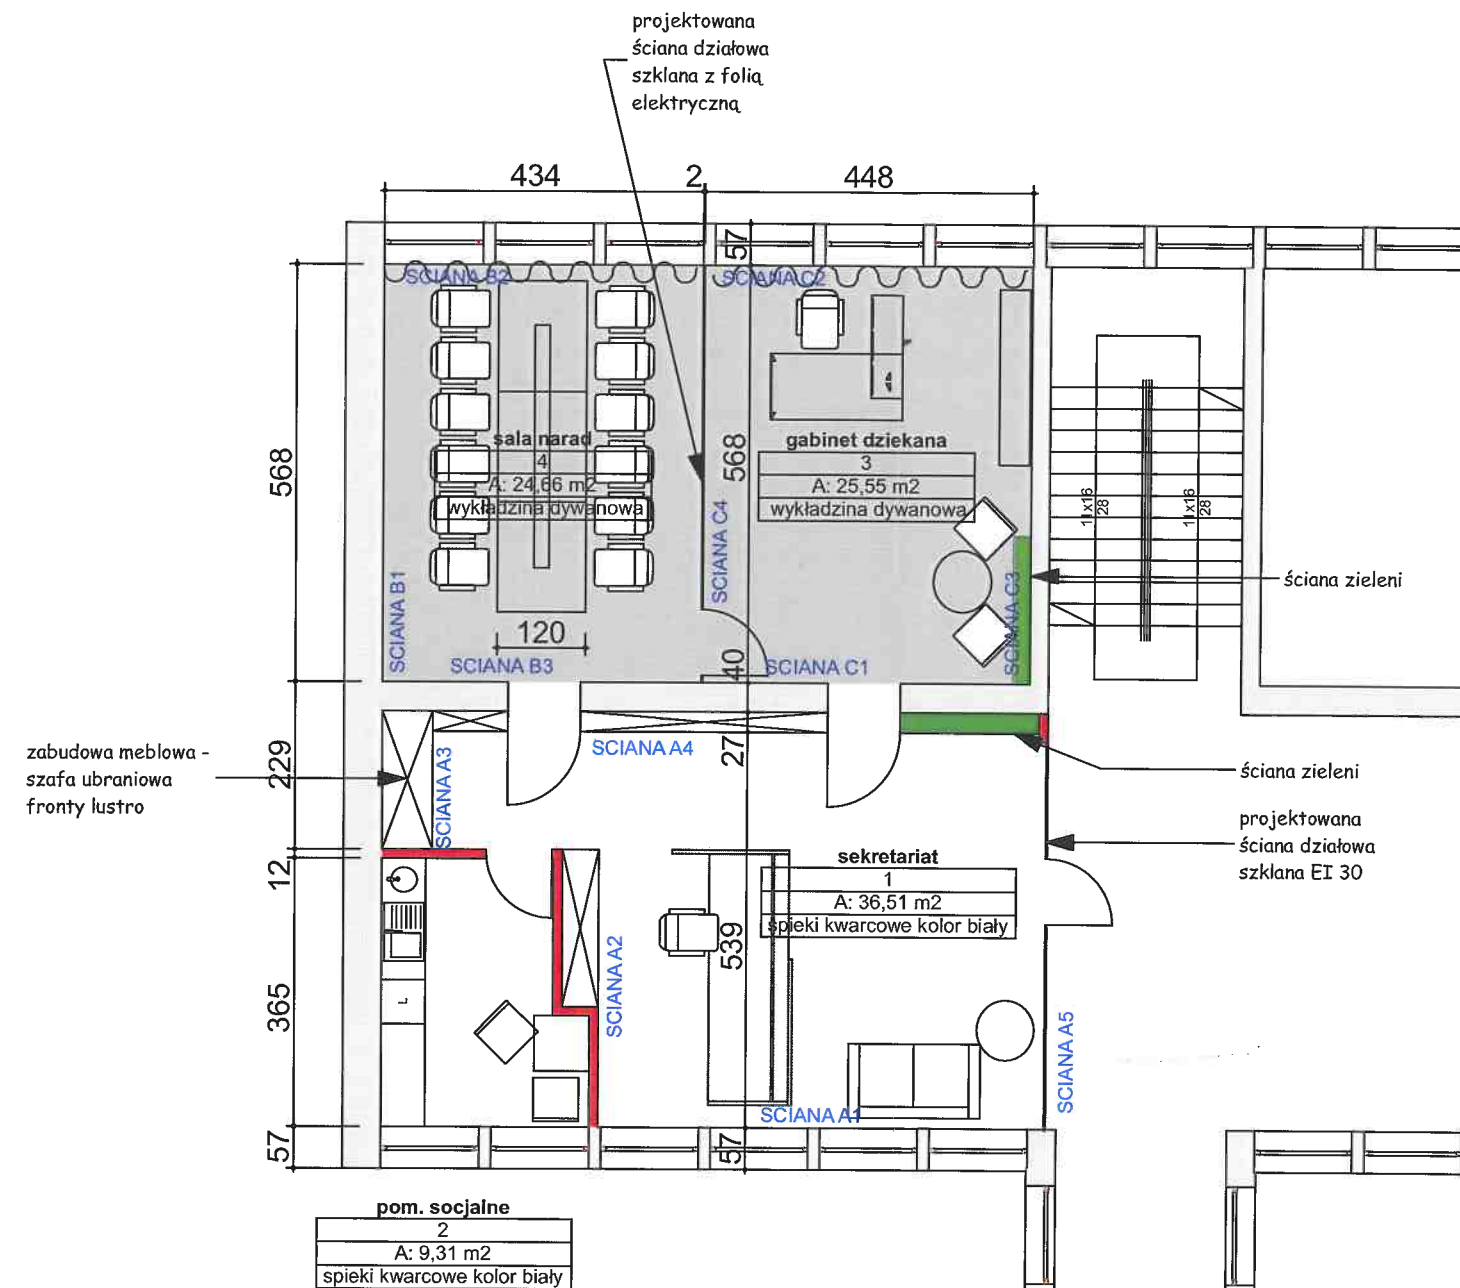 projektowana
ściana działowa
szklana z folią
elektryczną
434
2
448
57
SCIANA B2
SCIANA C2
568
568
sala narad
4
A: 24,66 m2
wykładzina dywanowa
gabinet dziekana
3
A: 25,55 m2
wykładzina dywanowa
SCIANA C4
11x16
28
11x16
28
SCIANA B1
SCIANA C3
ściana zieleni
120
SCIANA B3
40
SCIANA C1
zabudowa meblowa -
szafa ubraniowa
fronty lustro
229
SCIANA A3
SCIANA A4
27
ściana zieleni
projektowana
ściana działowa
szklana EI 30
12
sekretariat
1
A: 36,51 m2
spieki kwarcowe kolor biały
539
365
L
SCIANA A2
SCIANA A5
SCIANA A1
57
57
pom. socjalne
2
A: 9,31 m2
spieki kwarcowe kolor biały